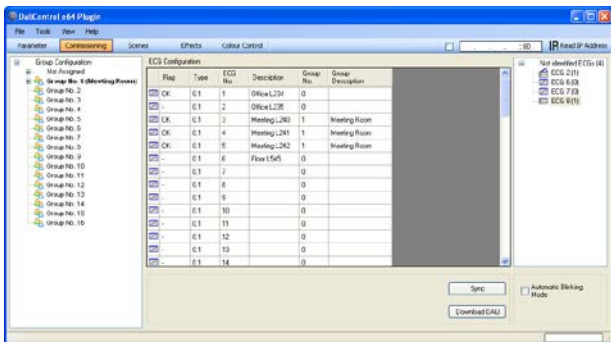 DaliControl e64 Plugin
File Tools View Help
Parameter Commissioning Scenes Effects Colour Control : 80 IP Read IP Address
Group Configuration
Not Assigned
Group No. 1 (Meeting Room)
Group No. 2
Group No. 3
Group No. 4
Group No. 5
Group No. 6
Group No. 7
Group No. 8
Group No. 9
Group No. 10
Group No. 11
Group No. 12
Group No. 13
Group No. 14
Group No. 15
Group No. 16
ECG Configuration
Flag Type ECG No. Description Group No. Group Description
OK 0.1 1 Office L234 0
- 0.1 2 Office L235 0
OK 0.1 3 Meeting L240 1 Meeting Room
OK 0.1 4 Meeting L241 1 Meeting Room
OK 0.1 5 Meeting L242 1 Meeting Room
- 0.1 6 Floor L545 0
- 0.1 7 0
- 0.1 8 0
- 0.1 9 0
- 0.1 10 0
- 0.1 11 0
- 0.1 12 0
- 0.1 13 0
- 0.1 14 0
Not identified ECGs (4)
ECG 2 (1)
ECG 6 (0)
ECG 7 (0)
ECG 8 (1)
Sync
Download DALI
Automatic Blinking Mode